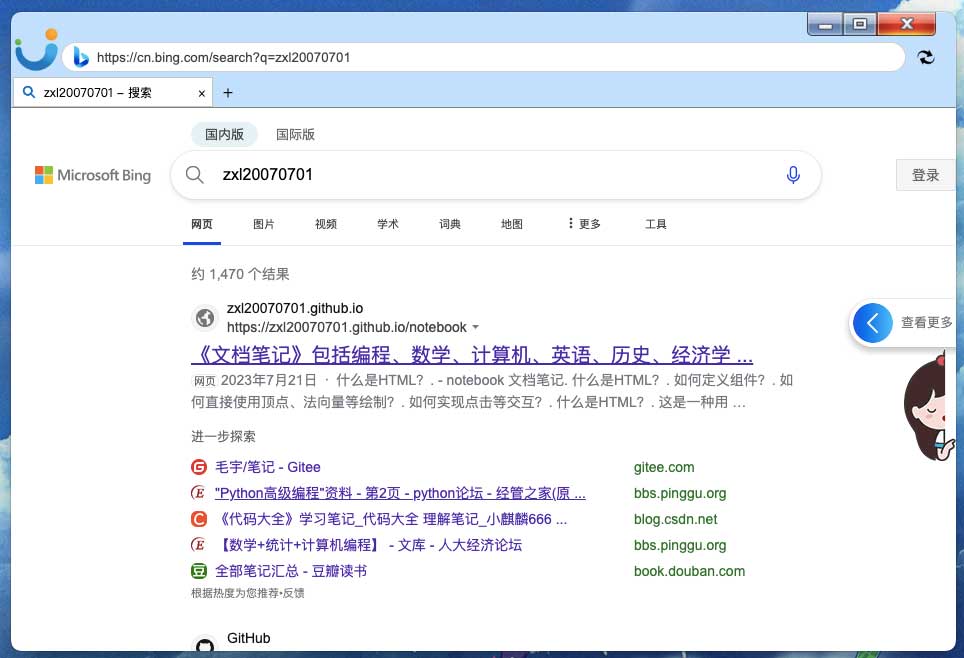 https://cn.bing.com/search?q=zxl20070701
zxl20070701 – 搜索
国内版 国际版
Microsoft Bing
zxl20070701
登录
网页 图片 视频 学术 词典 地图 更多 工具
约 1,470 个结果
zxl20070701.github.io
https://zxl20070701.github.io/notebook
查看更多
《文档笔记》包括编程、数学、计算机、英语、历史、经济学 ...
网页 2023年7月21日 · 什么是HTML？. - notebook 文档笔记. 什么是HTML？. 如何定义组件？. 如
何直接使用顶点、法向量等绘制？. 如何实现点击等交互？. 什么是HTML？. 这是一种用 …
进一步探索
毛宇/笔记 - Gitee gitee.com
"Python高级编程"资料 - 第2页 - python论坛 - 经管之家(原 ... bbs.pinggu.org
《代码大全》学习笔记_代码大全 理解笔记_小麒麟666 ... blog.csdn.net
【数学+统计+计算机编程】 - 文库 - 人大经济论坛 bbs.pinggu.org
全部笔记汇总 - 豆瓣读书 book.douban.com
根据热度为您推荐•反馈
GitHub